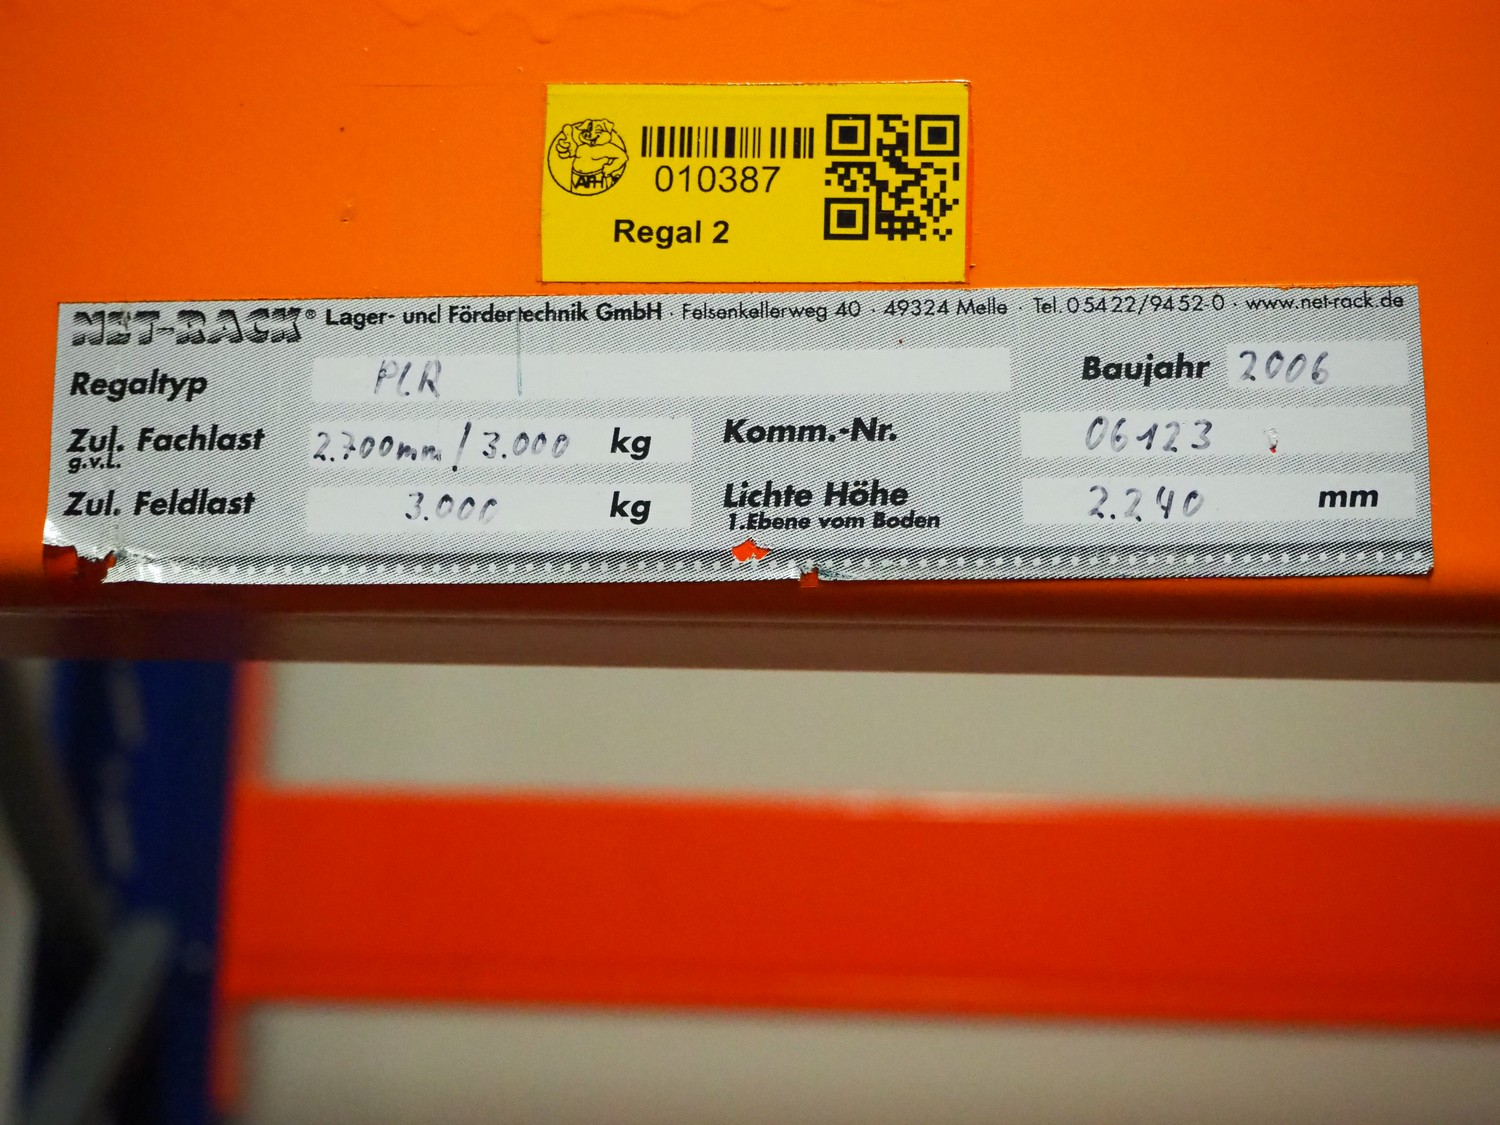 AFH
010387
Regal 2
NET-RACK® Lager- und Fördertechnik GmbH · Felsenkellerweg 40 · 49324 Melle · Tel. 05422/9452-0 · www.net-rack.de
Regaltyp PLR Baujahr 2006
Zul. Fachlast 2.700mm / 3.000 kg Komm.-Nr. 06123
g.v.L.
Zul. Feldlast 3.000 kg Lichte Höhe 2.240 mm
1.Ebene vom Boden